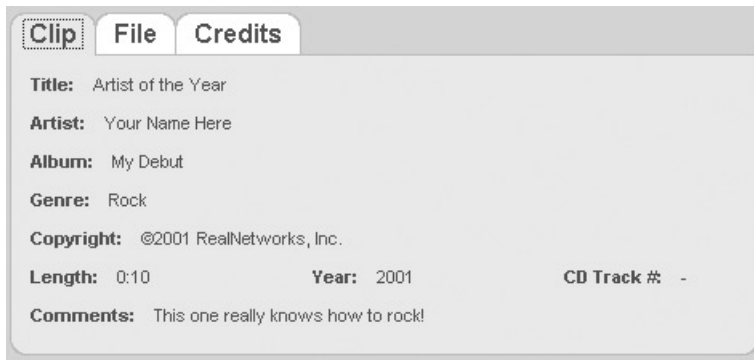 Clip File Credits
Title: Artist of the Year
Artist: Your Name Here
Album: My Debut
Genre: Rock
Copyright: ©2001 RealNetworks, Inc.
Length: 0:10 Year: 2001 CD Track #: -
Comments: This one really knows how to rock!